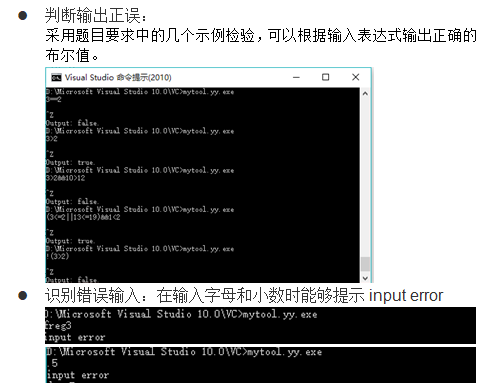 ● 判断输出正误：
采用题目要求中的几个示例检验，可以根据输入表达式输出正确的
布尔值。
Visual Studio 命令提示(2010)
D:\Microsoft Visual Studio 10.0\VC>mytool.yy.exe
3==2
^Z
Output: false.
D:\Microsoft Visual Studio 10.0\VC>mytool.yy.exe
3>2
^Z
Output: true.
D:\Microsoft Visual Studio 10.0\VC>mytool.yy.exe
3>2&&10>12
^Z
Output: false.
D:\Microsoft Visual Studio 10.0\VC>mytool.yy.exe
(3<=2||13<=19)&&1<2
^Z
Output: true.
D:\Microsoft Visual Studio 10.0\VC>mytool.yy.exe
!(3>2)
^Z
Output: false.
● 识别错误输入：在输入字母和小数时能够提示 input error
D:\Microsoft Visual Studio 10.0\VC>mytool.yy.exe
freg3
input error
D:\Microsoft Visual Studio 10.0\VC>mytool.yy.exe
.5
input error